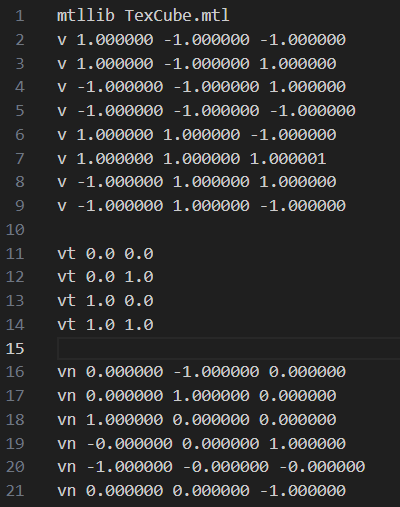 1 mtllib TexCube.mtl
2 v 1.000000 -1.000000 -1.000000
3 v 1.000000 -1.000000 1.000000
4 v -1.000000 -1.000000 1.000000
5 v -1.000000 -1.000000 -1.000000
6 v 1.000000 1.000000 -1.000000
7 v 1.000000 1.000000 1.000001
8 v -1.000000 1.000000 1.000000
9 v -1.000000 1.000000 -1.000000
10
11 vt 0.0 0.0
12 vt 0.0 1.0
13 vt 1.0 0.0
14 vt 1.0 1.0
15
16 vn 0.000000 -1.000000 0.000000
17 vn 0.000000 1.000000 0.000000
18 vn 1.000000 0.000000 0.000000
19 vn -0.000000 0.000000 1.000000
20 vn -1.000000 -0.000000 -0.000000
21 vn 0.000000 0.000000 -1.000000